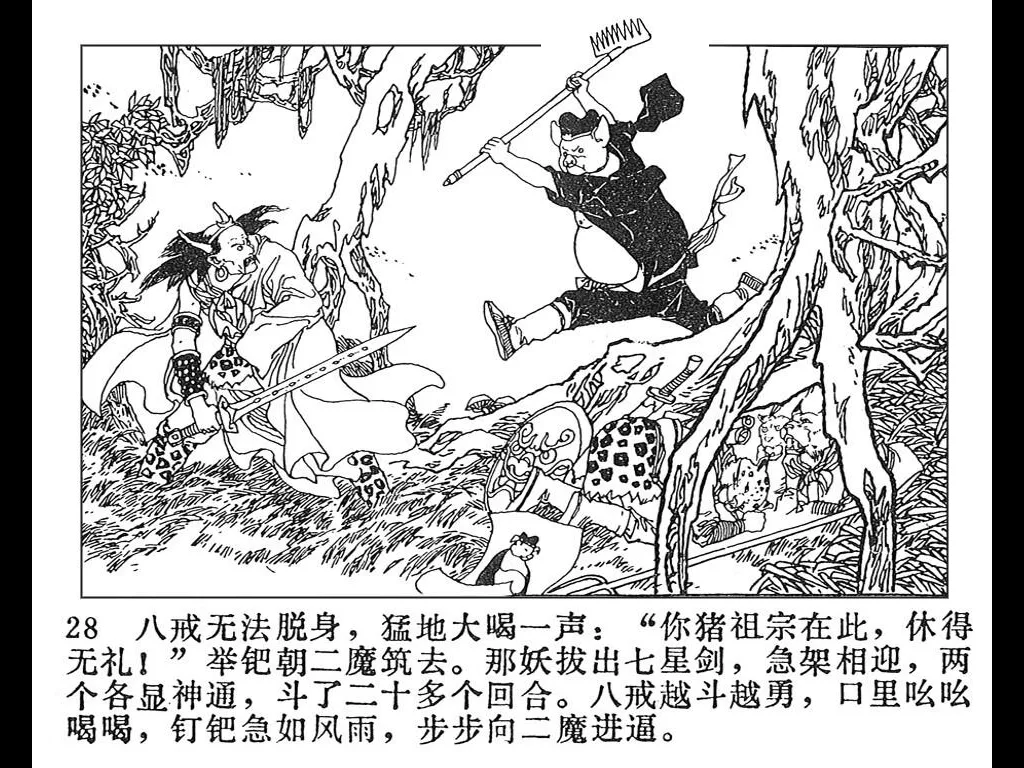 28 八戒无法脱身，猛地大喝一声：“你猪祖宗在此，休得
无礼！”举钯朝二魔筑去。那妖拔出七星剑，急架相迎，两
个各显神通，斗了二十多个回合。八戒越斗越勇，口里吆吆
喝喝，钉钯急如风雨，步步向二魔进逼。